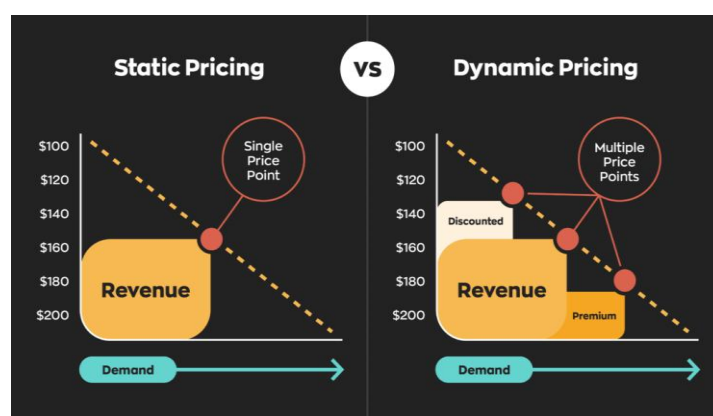 Static Pricing
VS
Dynamic Pricing
Single
Price
Point
$100
$120
$140
$160
$180
$200
Revenue
Demand
Multiple
Price
Points
$100
$120
$140
$160
$180
$200
Discounted
Revenue
Premium
Demand